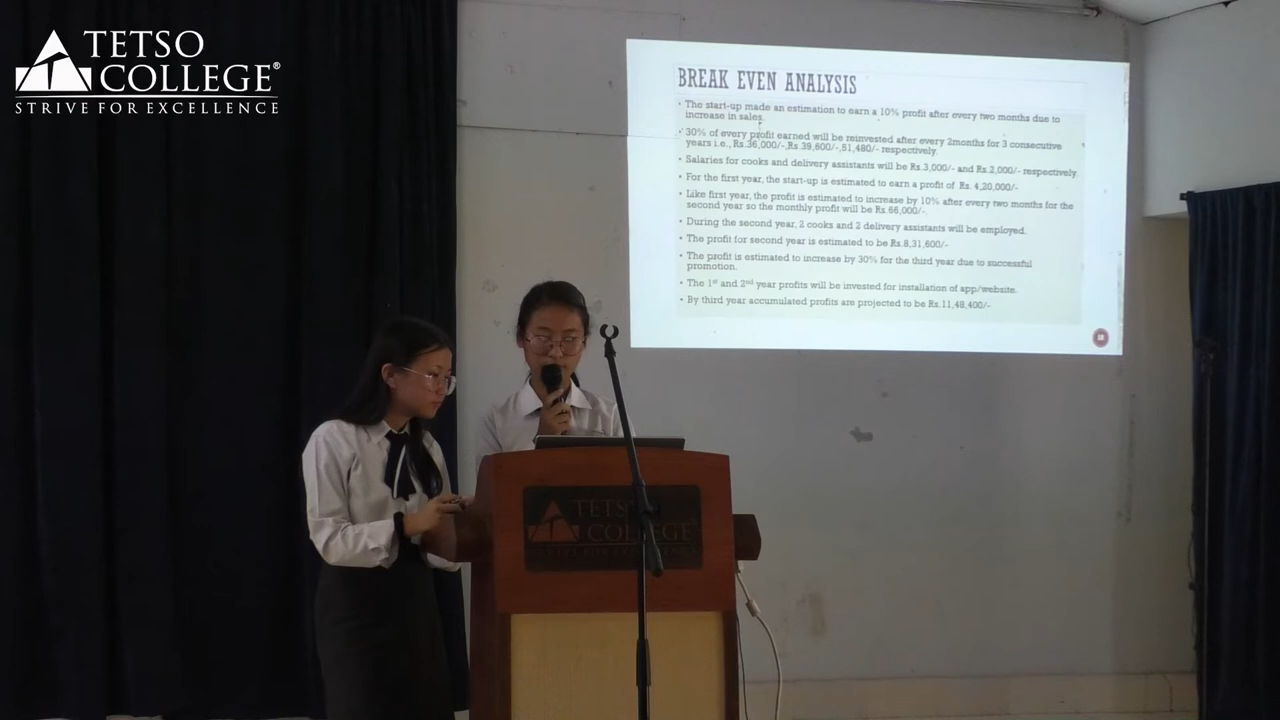 TETSO
COLLEGE®
STRIVE FOR EXCELLENCE
BREAK EVEN ANALYSIS
• The start-up made an estimation to earn a 10% profit after every two months due to
increase in sales.
• 30% of every profit earned will be reinvested after every 2months for 3 consecutive
years i.e., Rs.36,000/-,Rs.39,600/-,51,480/- respectively.
• Salaries for cooks and delivery assistants will be Rs.3,000/- and Rs.2,000/- respectively.
• For the first year, the start-up is estimated to earn a profit of Rs. 4,20,000/-
• Like first year, the profit is estimated to increase by 10% after every two months for the
second year so the monthly profit will be Rs.66,000/-.
• During the second year, 2 cooks and 2 delivery assistants will be employed.
• The profit for second year is estimated to be Rs.8,31,600/-
• The profit is estimated to increase by 30% for the third year due to successful
promotion.
• The 1st and 2nd year profits will be invested for installation of app/website.
• By third year accumulated profits are projected to be Rs.11,48,400/-
TETSO
COLLEGE
STRIVE FOR EXCELLENCE